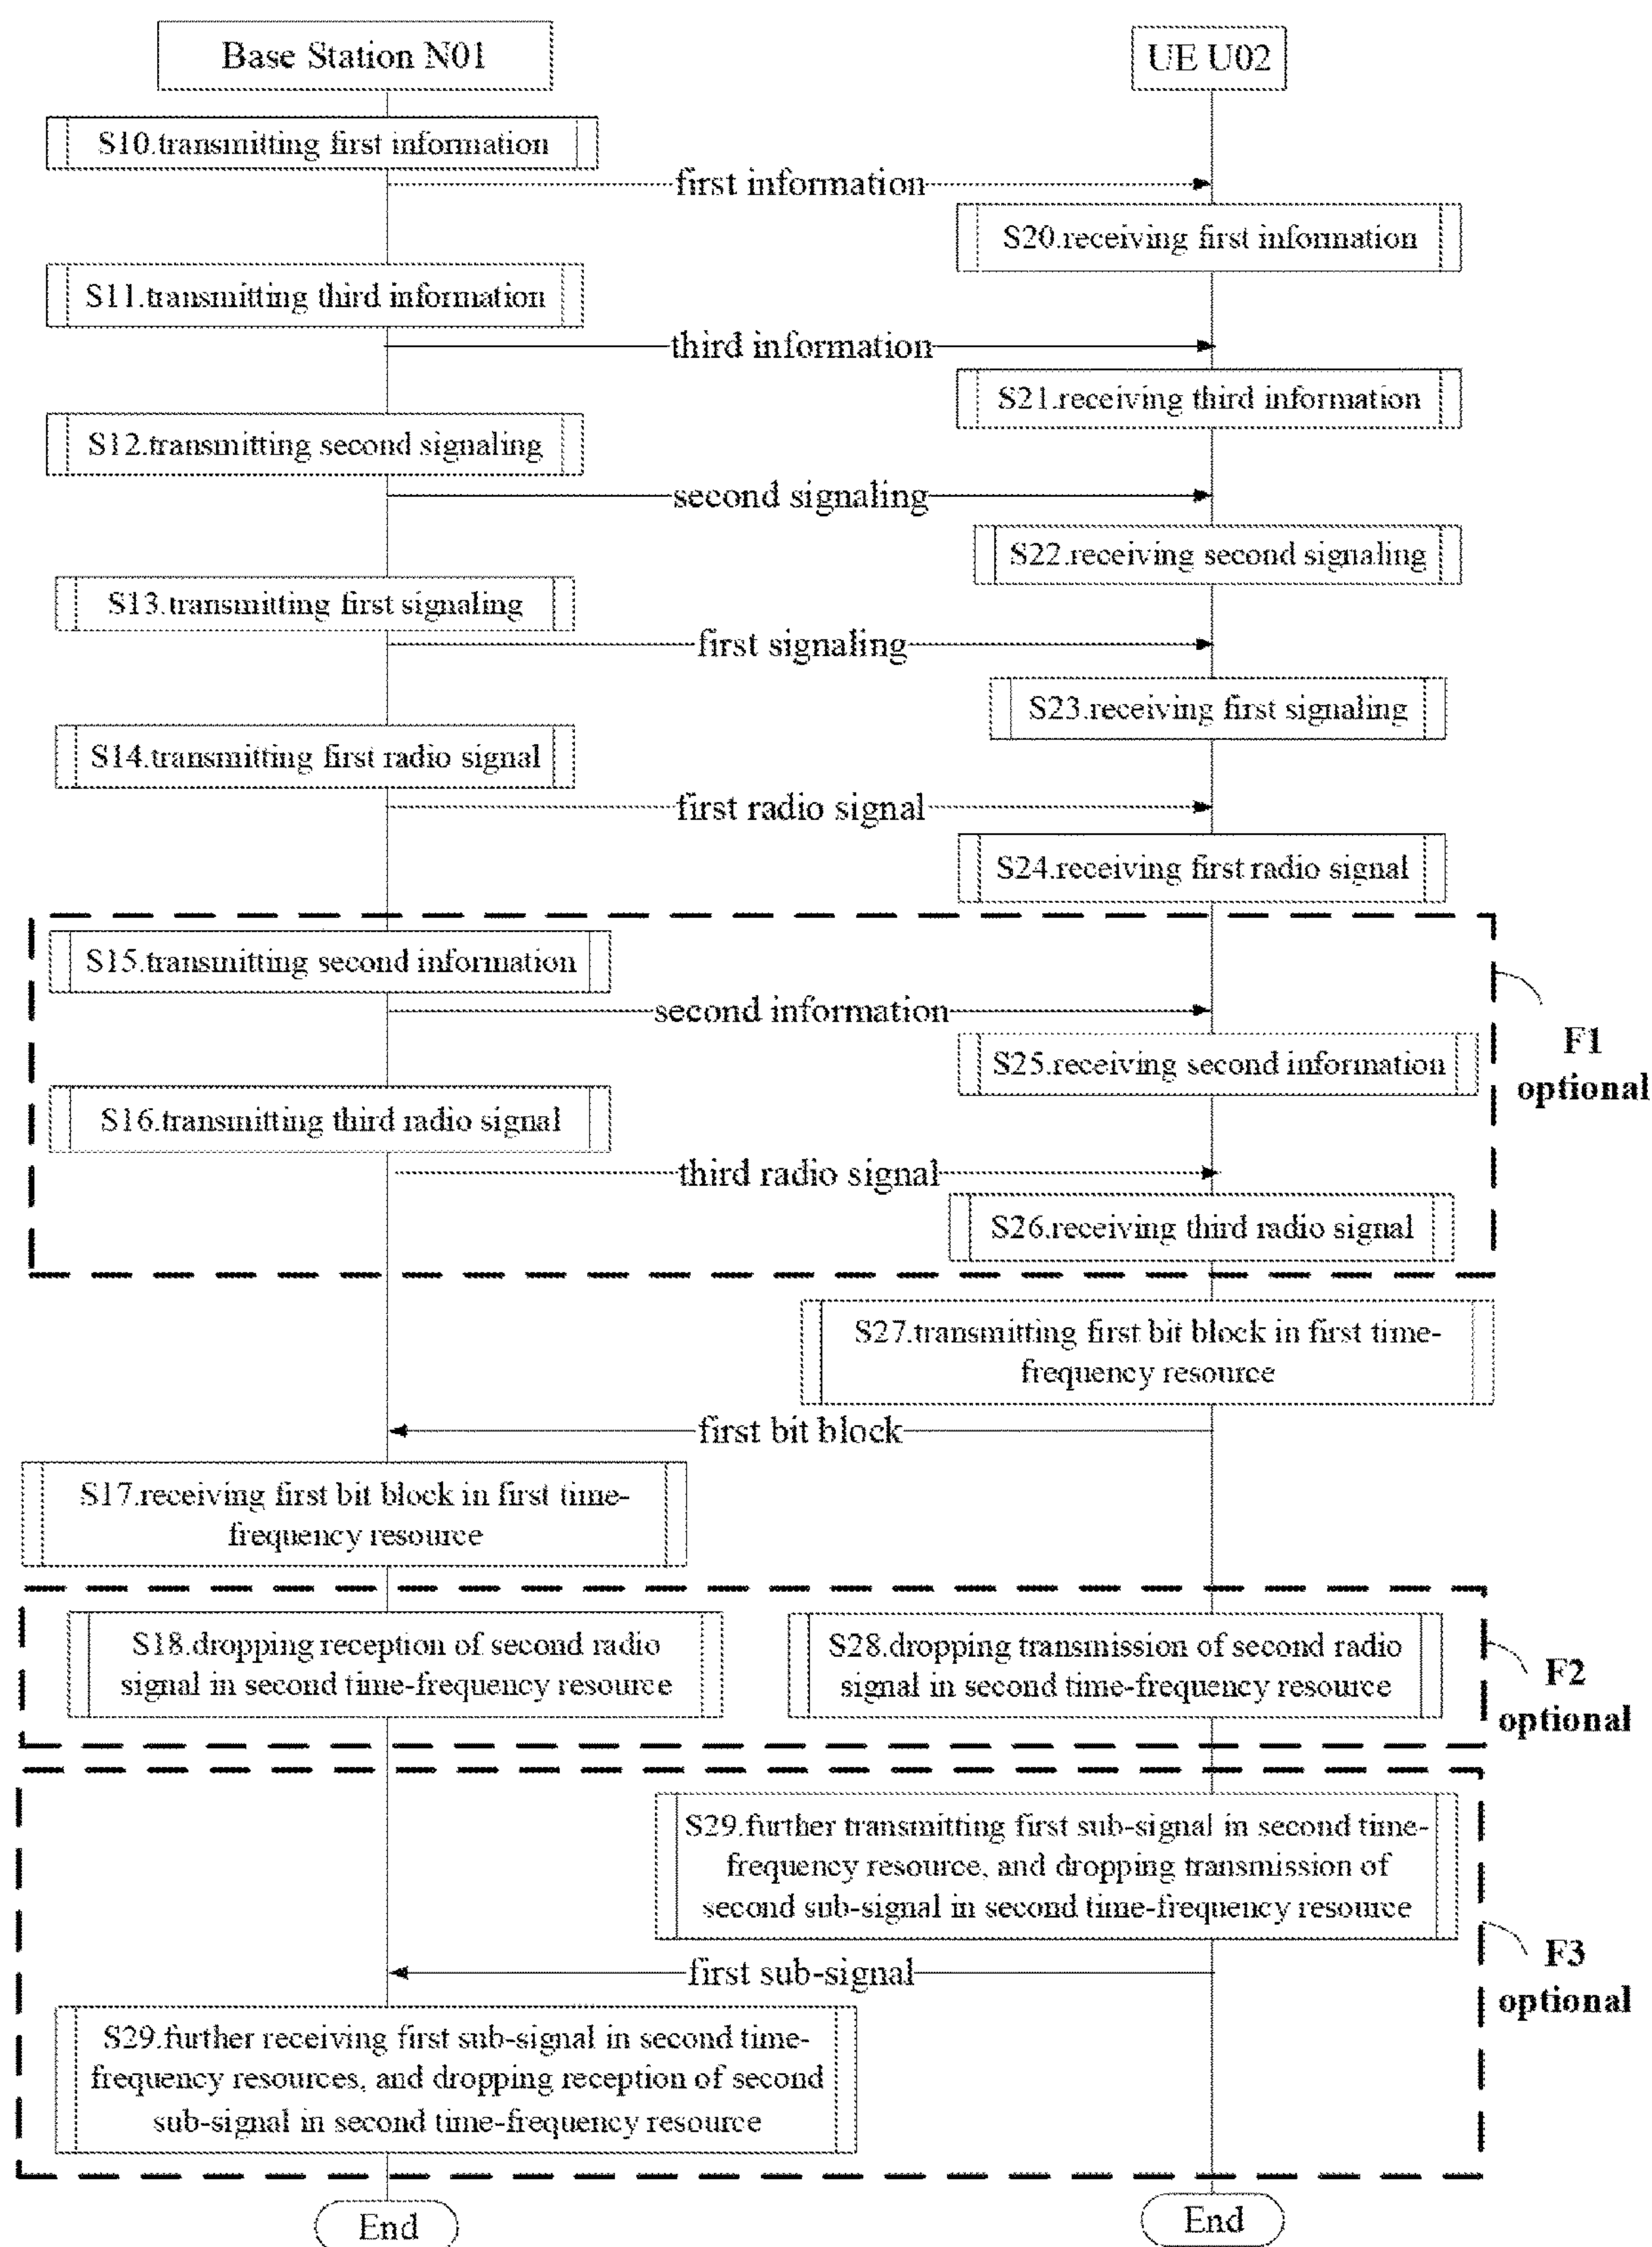 Base Station N01
UE U02
S10.transmitting first information
first information
S20.receiving first information
S11.transmitting third information
third information
S21.receiving third information
S12.transmitting second signaling
second signaling
S22.receiving second signaling
S13.transmitting first signaling
first signaling
S23.receiving first signaling
S14.transmitting first radio signal
first radio signal
S24.receiving first radio signal
S15.transmitting second information
second information
F1
optional
S25.receiving second information
S16.transmitting third radio signal
third radio signal
S26.receiving third radio signal
S27.transmitting first bit block in first time-
frequency resource
first bit block
S17.receiving first bit block in first time-
frequency resource
S18.dropping reception of second radio
signal in second time-frequency resource
S28.dropping transmission of second radio
signal in second time-frequency resource
F2
optional
S29.further transmitting first sub-signal in second time-
frequency resource, and dropping transmission of
second sub-signal in second time-frequency resource
F3
optional
first sub-signal
S29.further receiving first sub-signal in second time-
frequency resources, and dropping reception of second
sub-signal in second time-frequency resource
End
End